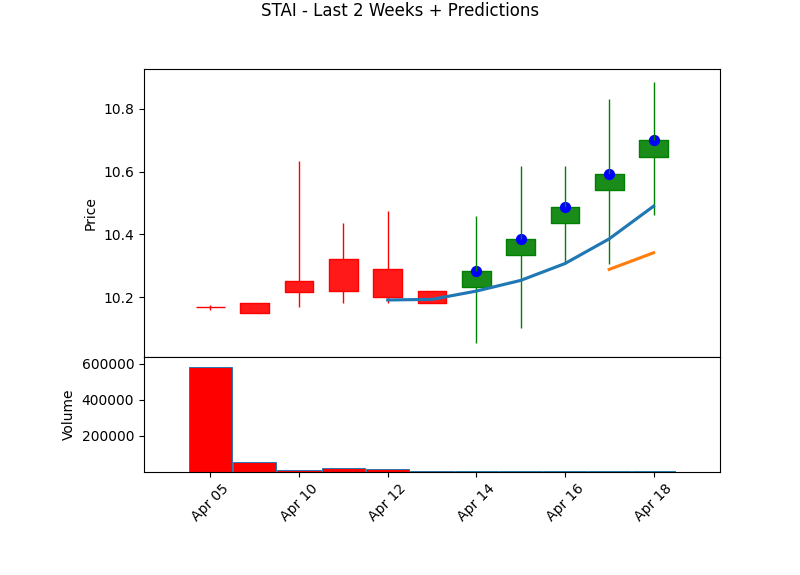 STAI - Last 2 Weeks + Predictions
Price
10.8
10.6
10.4
10.2
Volume
600000
400000
200000
Apr 05
Apr 10
Apr 12
Apr 14
Apr 16
Apr 18